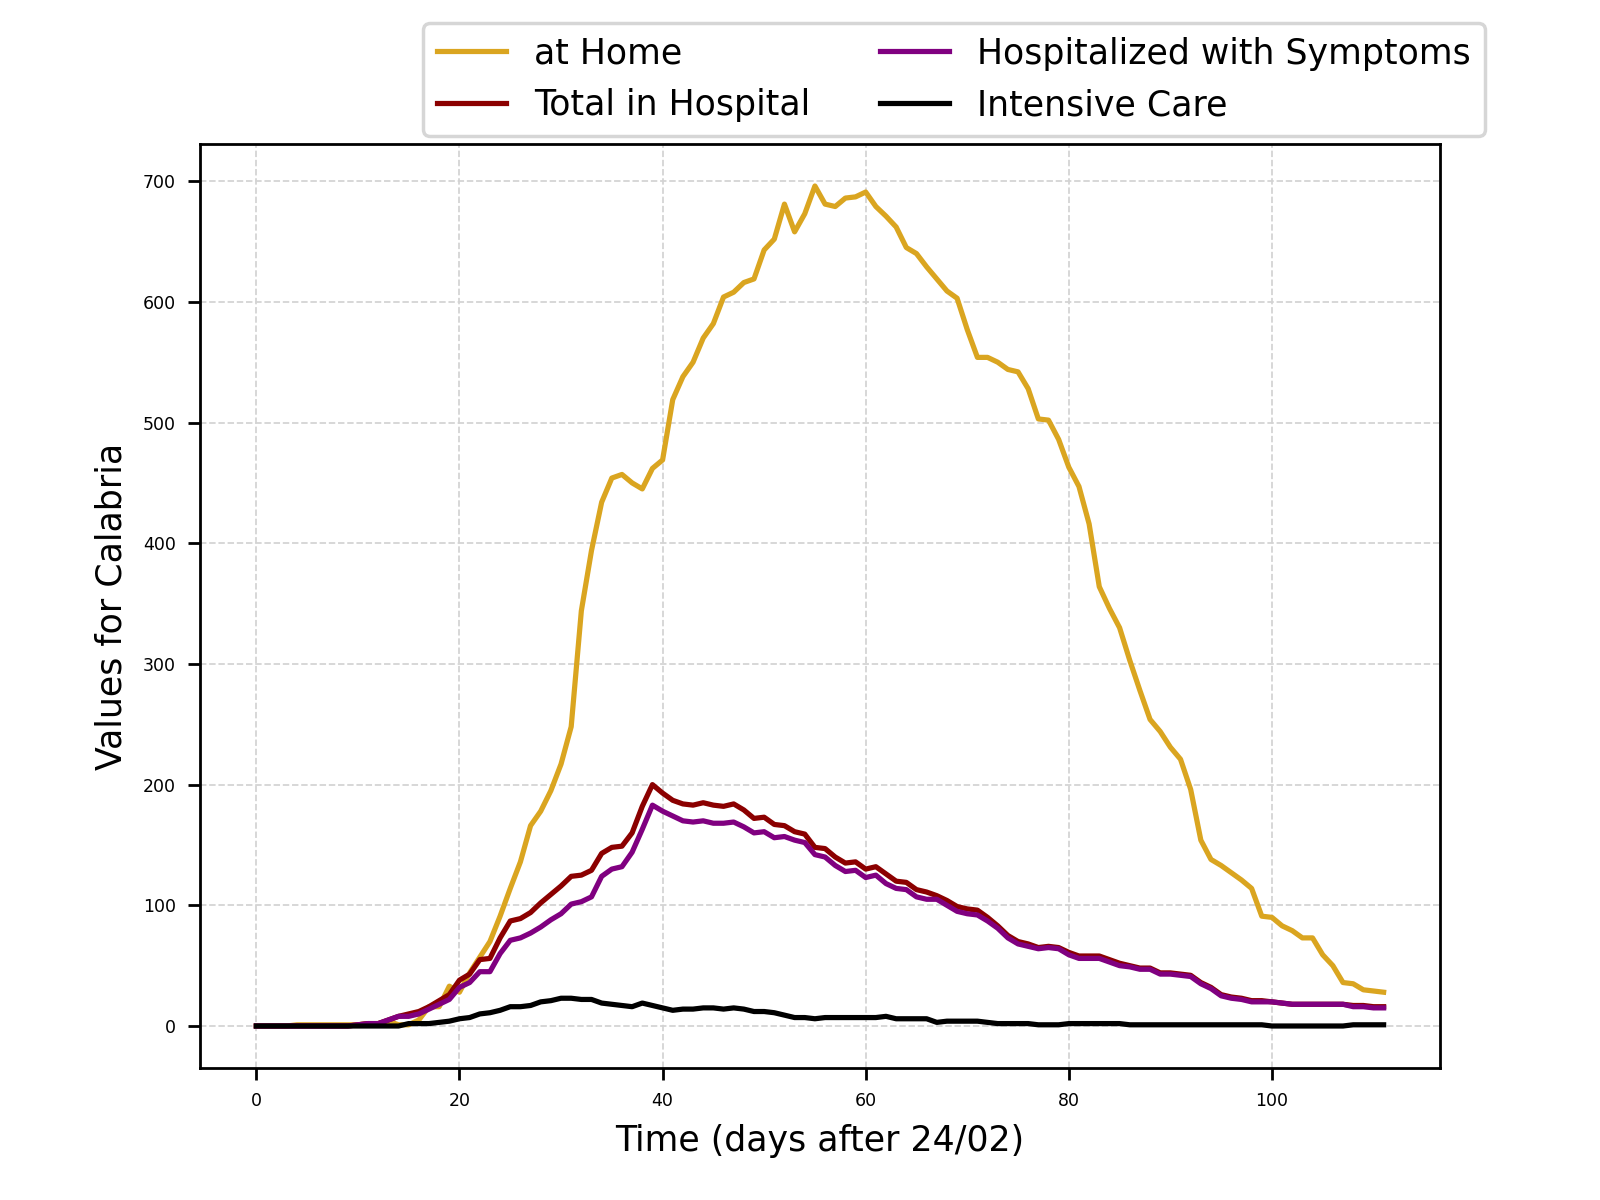 at Home
Total in Hospital
Hospitalized with Symptoms
Intensive Care
Values for Calabria
700
600
500
400
300
200
100
0
0 20 40 60 80 100
Time (days after 24/02)